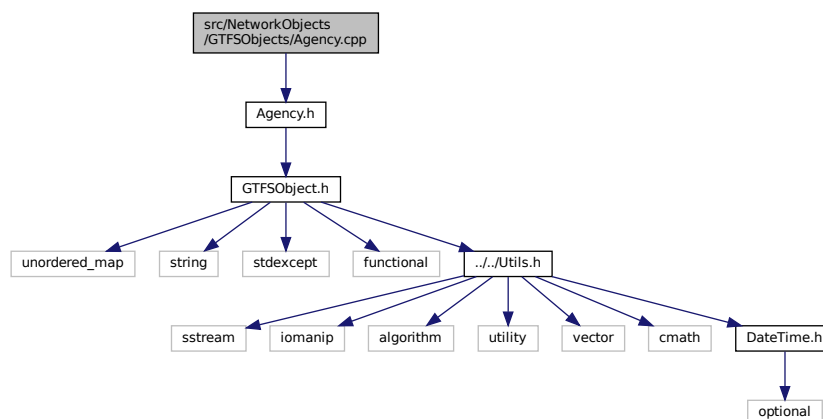 src/NetworkObjects
/GTFSObjects/Agency.cpp
Agency.h
GTFSObject.h
unordered_map
string
stdexcept
functional
../../Utils.h
sstream
iomanip
algorithm
utility
vector
cmath
DateTime.h
optional